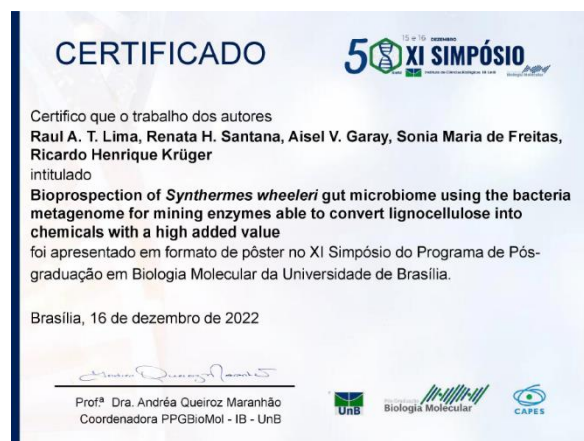 CERTIFICADO
15 e 16 DEZEMBRO
50 XI SIMPÓSIO
Biologia Molecular
Certifico que o trabalho dos autores
Raul A. T. Lima, Renata H. Santana, Aisel V. Garay, Sonia Maria de Freitas,
Ricardo Henrique Krüger
intitulado
Bioprospection of Synthermes wheeleri gut microbiome using the bacteria
metagenome for mining enzymes able to convert lignocellulose into
chemicals with a high added value
foi apresentado em formato de pôster no XI Simpósio do Programa de Pós-
graduação em Biologia Molecular da Universidade de Brasília.
Brasília, 16 de dezembro de 2022
Prof.ª Dra. Andréa Queiroz Maranhão
Coordenadora PPGBioMol - IB - UnB
UnB
Biologia Molecular
CAPES